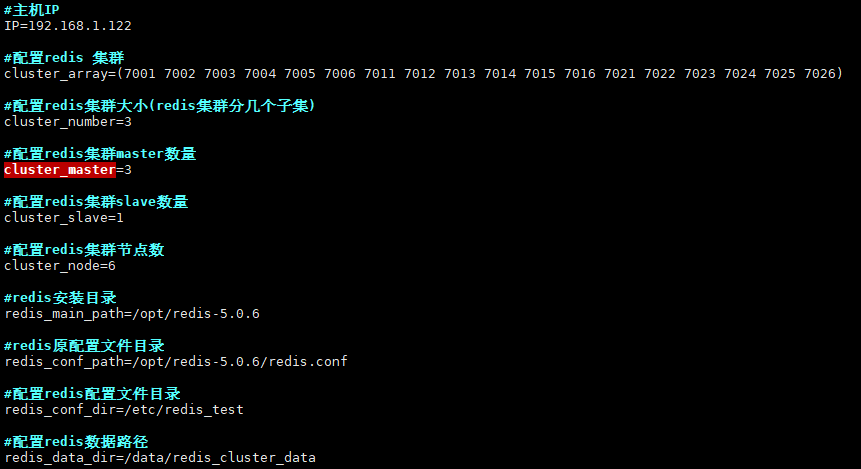 #主机IP
IP=192.168.1.122
#配置redis 集群
cluster_array=(7001 7002 7003 7004 7005 7006 7011 7012 7013 7014 7015 7016 7021 7022 7023 7024 7025 7026)
#配置redis集群大小(redis集群分几个子集)
cluster_number=3
#配置redis集群master数量
cluster_master=3
#配置redis集群slave数量
cluster_slave=1
#配置redis集群节点数
cluster_node=6
#redis安装目录
redis_main_path=/opt/redis-5.0.6
#redis原配置文件目录
redis_conf_path=/opt/redis-5.0.6/redis.conf
#配置redis配置文件目录
redis_conf_dir=/etc/redis_test
#配置redis数据路径
redis_data_dir=/data/redis_cluster_data